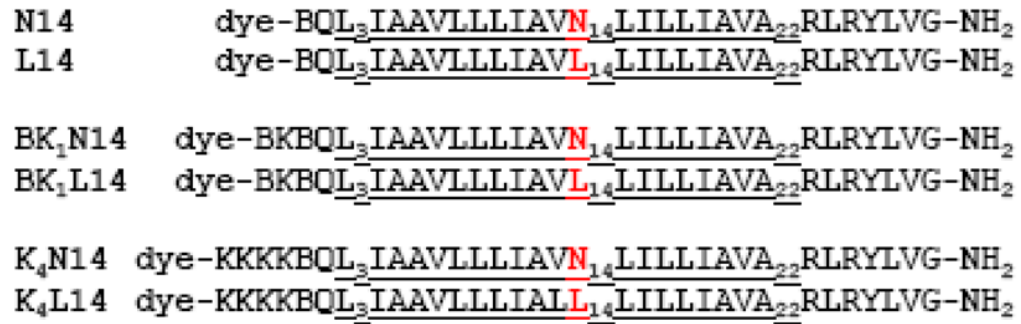 N14 dye-BQL₃IAAVLLLIAVN₁₄LILLIAVA₂₂RLRYLVG-NH₂
L14 dye-BQL₃IAAVLLLIAVL₁₄LILLIAVA₂₂RLRYLVG-NH₂
BK₁N14 dye-BKBQL₃IAAVLLLIAVN₁₄LILLIAVA₂₂RLRYLVG-NH₂
BK₁L14 dye-BKBQL₃IAAVLLLIAVL₁₄LILLIAVA₂₂RLRYLVG-NH₂
K₄N14 dye-KKKKBQL₃IAAVLLLIAVN₁₄LILLIAVA₂₂RLRYLVG-NH₂
K₄L14 dye-KKKKBQL₃IAAVLLLIALL₁₄LILLIAVA₂₂RLRYLVG-NH₂